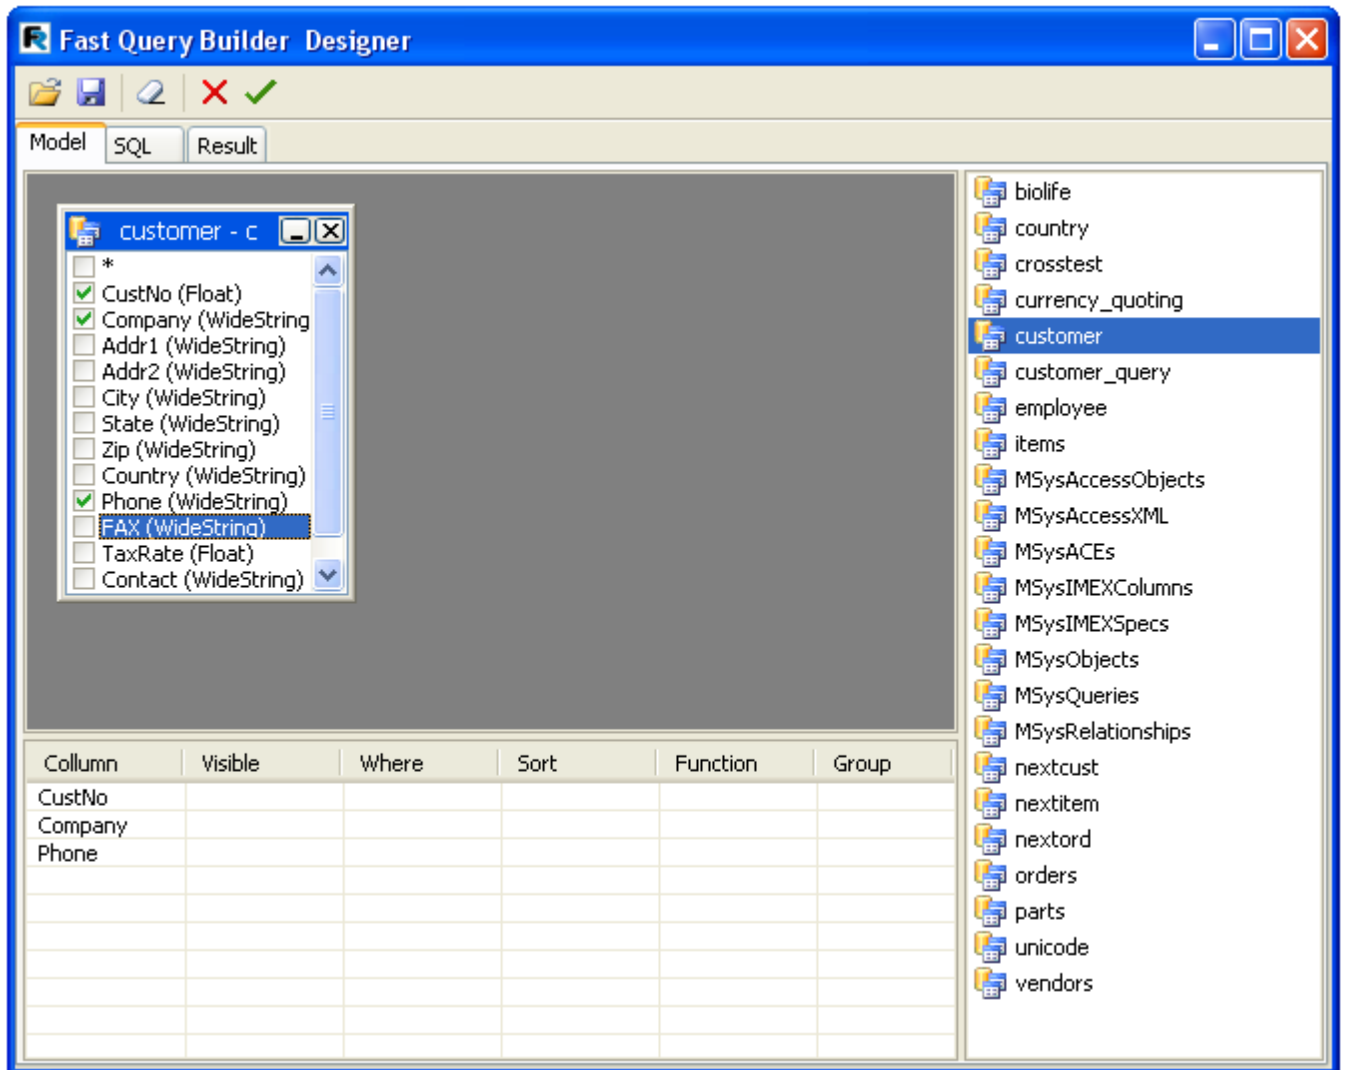 Fast Query Builder Designer
Model SQL Result
customer - c
*
CustNo (Float)
Company (WideString
Addr1 (WideString)
Addr2 (WideString)
City (WideString)
State (WideString)
Zip (WideString)
Country (WideString)
Phone (WideString)
FAX (WideString)
TaxRate (Float)
Contact (WideString)
biolife
country
crosstest
currency_quoting
customer
customer_query
employee
items
MSysAccessObjects
MSysAccessXML
MSysACEs
MSysIMEXColumns
MSysIMEXSpecs
MSysObjects
MSysQueries
MSysRelationships
nextcust
nextitem
nextord
orders
parts
unicode
vendors
Collumn Visible Where Sort Function Group
CustNo
Company
Phone